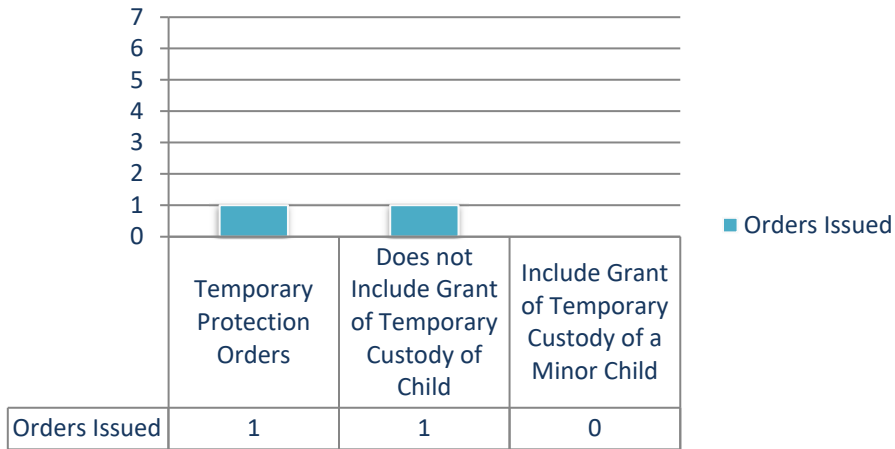 7
6
5
4
3
2
1
0
Temporary
Protection
Orders
Does not
Include Grant
of Temporary
Custody of
Child
Include Grant
of Temporary
Custody of a
Minor Child
Orders Issued 1 1 0
Orders Issued